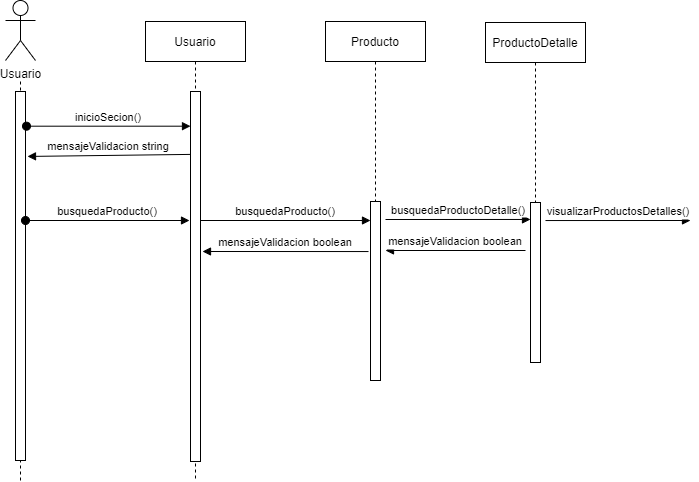 Usuario
Usuario
Producto
ProductoDetalle
inicioSecion()
mensajeValidacion string
busquedaProducto()
busquedaProducto()
busquedaProductoDetalle()
visualizarProductosDetalles()
mensajeValidacion boolean
mensajeValidacion boolean